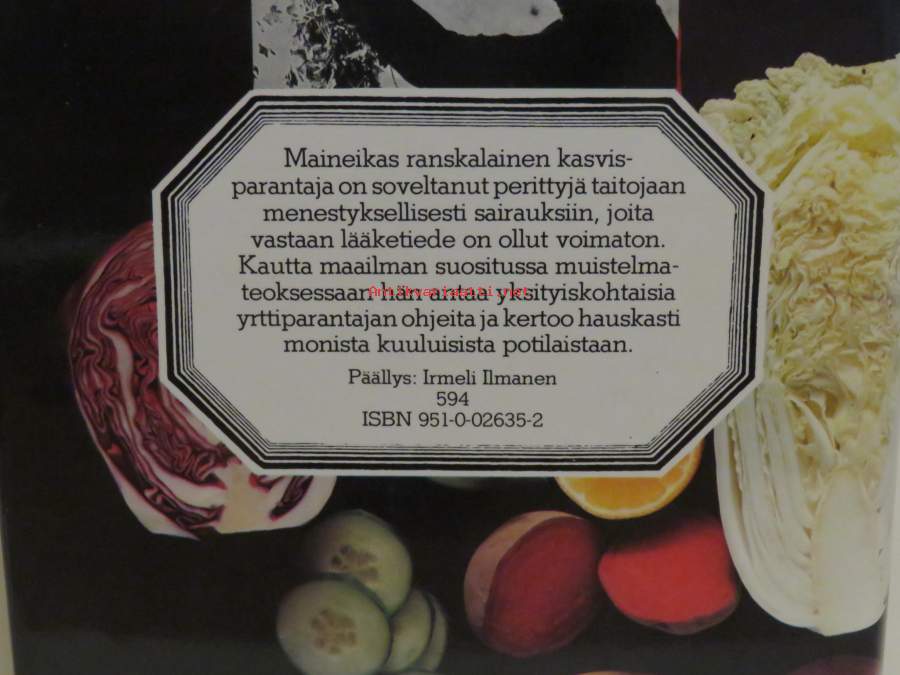 Maineikas ranskalainen kasvis-
parantaja on soveltanut perittyjä taitojaan
menestyksellisesti sairauksiin, joita
vastaan lääketiede on ollut voimaton.
Kautta maailman suositussa muistelma-
teoksessaan hän antaa yksityiskohtaisia
Antikvariaatti.net
yrttiparantajan ohjeita ja kertoo hauskasti
monista kuuluisista potilaistaan.
Päällys: Irmeli Ilmanen
594
ISBN 951-0-02635-2